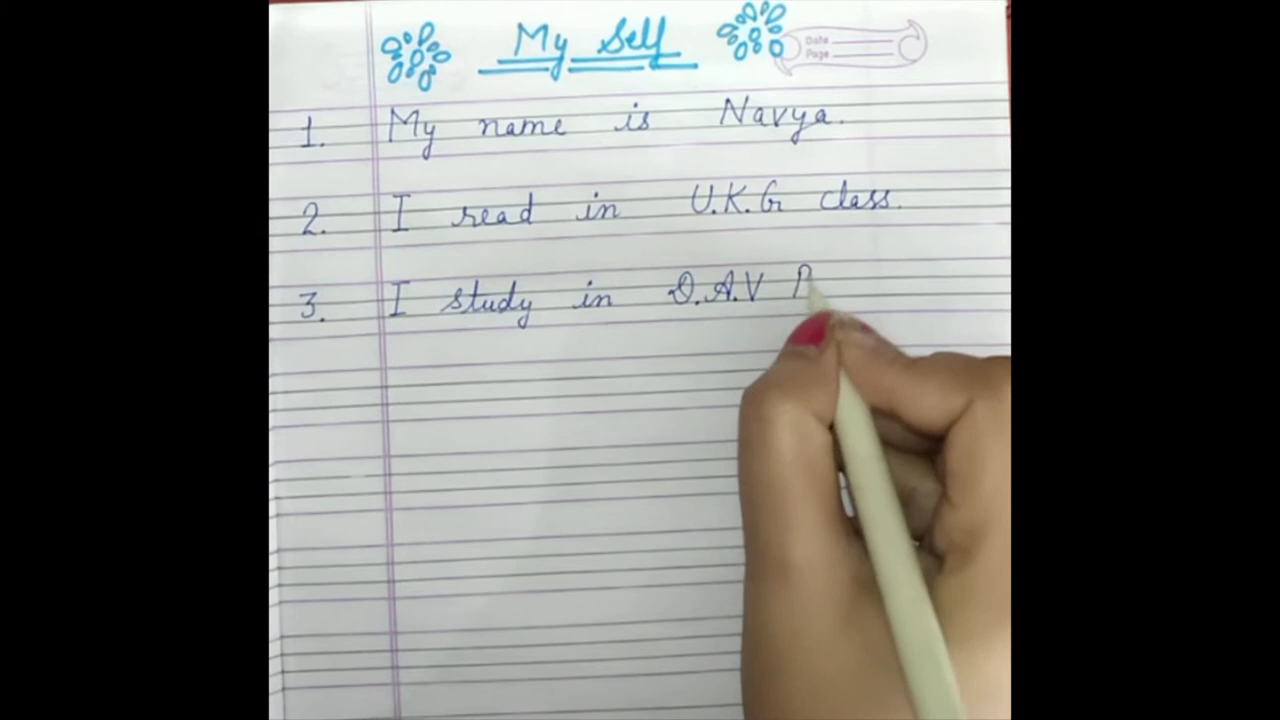 My Self
Date
Page
1. My name is Navya.
2. I read in U.K.G class.
3. I study in D.A.V P